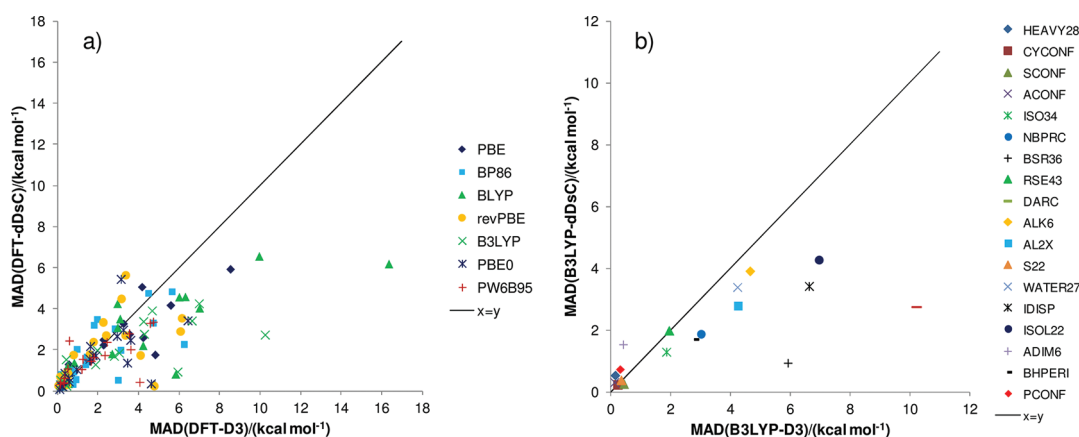 a)
18
16
14
12
10
8
6
4
2
0
0 2 4 6 8 10 12 14 16 18
MAD(DFT-dDsC)/(kcal mol⁻¹)
MAD(DFT-D3)/(kcal mol⁻¹)
PBE
BP86
BLYP
revPBE
B3LYP
PBE0
PW6B95
x=y
b)
12
10
8
6
4
2
0
0 2 4 6 8 10 12
MAD(B3LYP-dDsC)/(kcal mol⁻¹)
MAD(B3LYP-D3)/(kcal mol⁻¹)
HEAVY28
CYCONF
SCONF
ACONF
ISO34
NBPRC
BSR36
RSE43
DARC
ALK6
AL2X
S22
WATER27
IDISP
ISOL22
ADIM6
BHPERI
PCONF
x=y